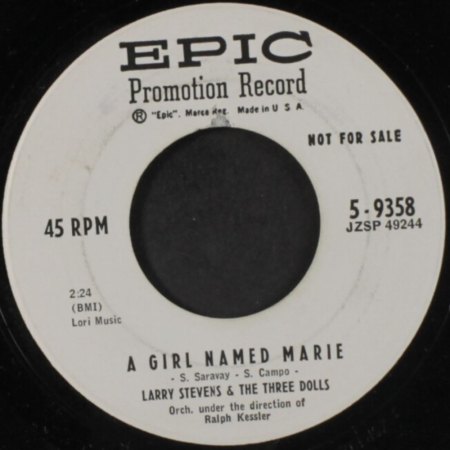 EPIC
Promotion Record
® "Epic". Marca Reg. Made in U S A.
NOT FOR SALE
45 RPM
5-9358
JZSP 49244
2:24
(BMI)
Lori Music
A GIRL NAMED MARIE
- S. Saravay - S. Campo -
LARRY STEVENS & THE THREE DOLLS
Orch. under the direction of
Ralph Kessler